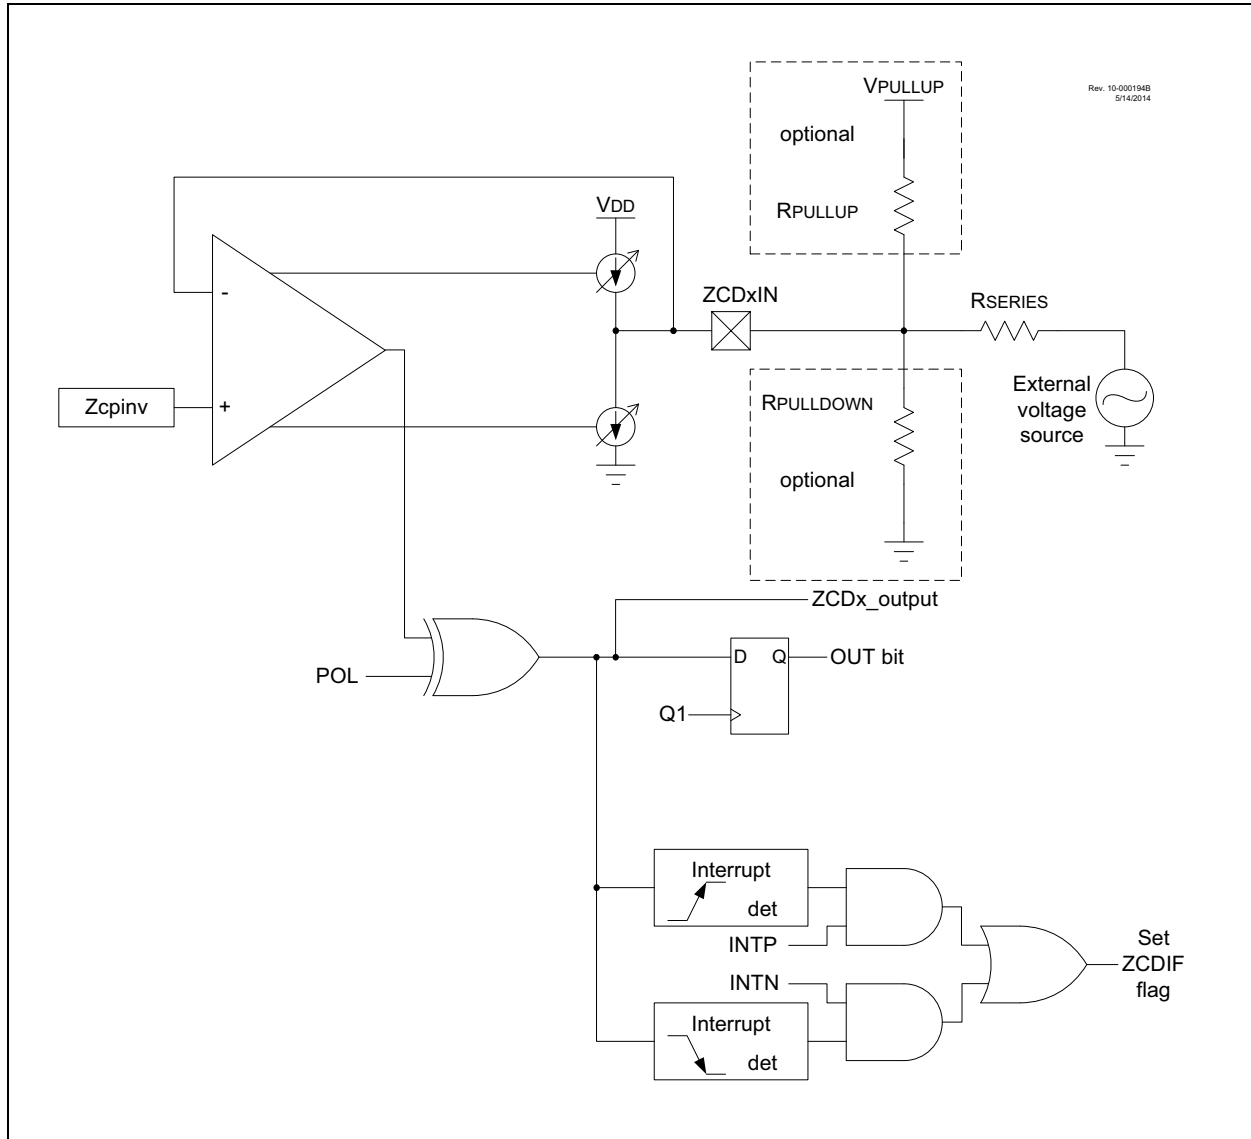 VPULLUP
optional
RPULLUP
Rev. 10-000194B
5/14/2014
VDD
-
+
Zcpinv
ZCDxIN
RSERIES
External
voltage
source
RPULLDOWN
optional
ZCDx_output
POL
D Q
OUT bit
Q1
Interrupt
det
INTP
INTN
Interrupt
det
Set
ZCDIF
flag